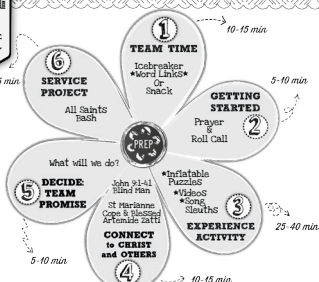 1
TEAM TIME
Icebreaker
*Word Links*
Or
Snack
10-15 min
GETTING
STARTED
Prayer
&
Roll Call
2
5-10 min
*Inflatable
Puzzles
*Videos
*Song
Sleuths
3
EXPERIENCE
ACTIVITY
25-40 min
John 9:1-41
Blind Man
St Marianne
Cope & Blessed
Artemide Zatti
CONNECT
to CHRIST
and OTHERS
4
10-15 min
What will we do?
5
DECIDE:
TEAM
PROMISE
5-10 min
6
SERVICE
PROJECT
All Saints
Bash
min
PREP